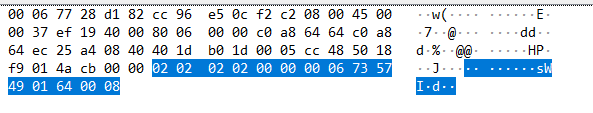 00 06 77 28 d1 82 cc 96 e5 0c f2 c2 08 00 45 00 ··w(···· ······E·
00 37 ef 19 40 00 80 06 00 00 c0 a8 64 64 c0 a8 ·7··@··· ····dd··
64 ec 25 a4 08 40 40 1d b0 1d 00 05 cc 48 50 18 d·%··@@· ·····HP·
f9 01 4a cb 00 00 02 02 02 02 00 00 00 06 73 57 ··J····· ······sW
49 01 64 00 08 I·d··